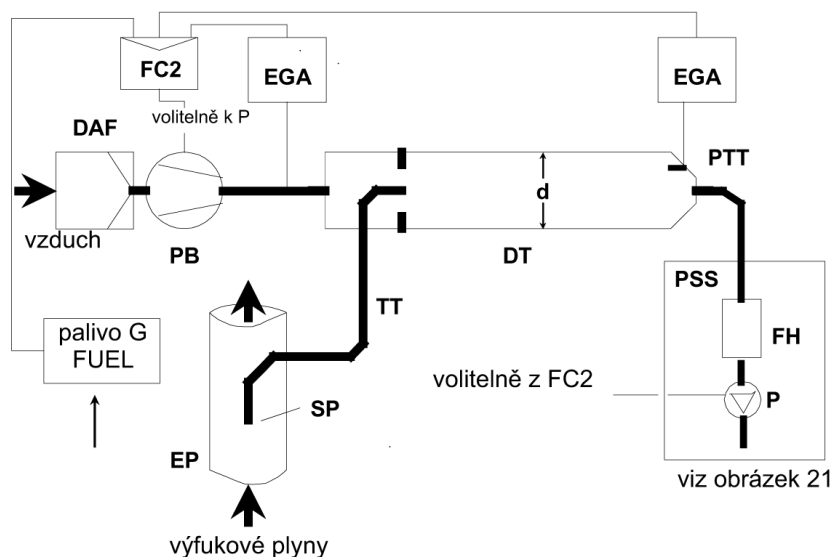 FC2
EGA
EGA
volitelně k P
DAF
PTT
d
vzduch
PB
DT
PSS
TT
palivo G
FUEL
FH
volitelně z FC2
SP
P
EP
viz obrázek 21
výfukové plyny